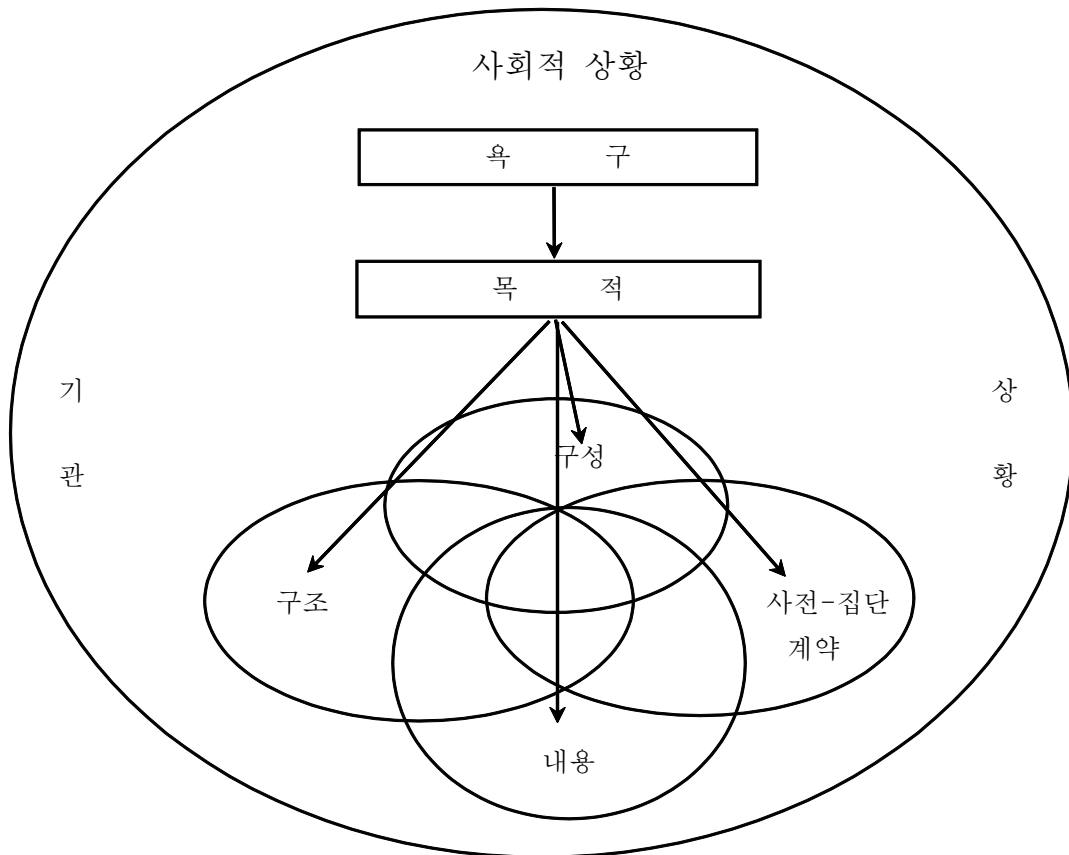 사회적 상황
욕 구
목 적
기 상
관 황
구성
구조
사전-집단
계약
내용